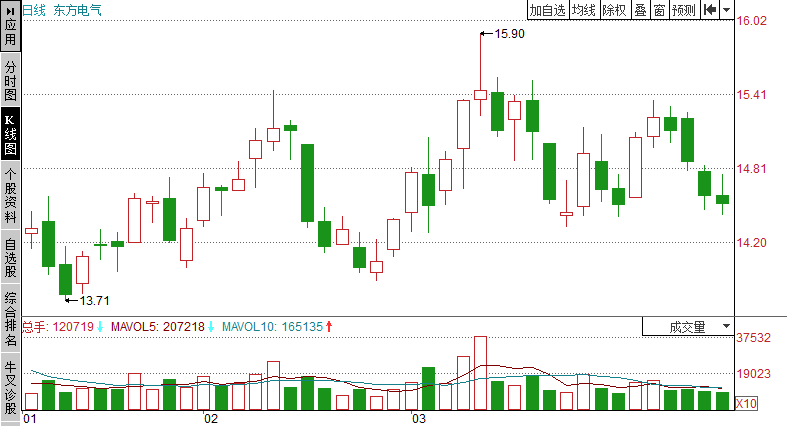 日线 东方电气
加自选 均线 除权 叠 窗 预测
应用
分时图
K线图
个股资料
自选股
综合排名
牛叉诊股
16.02
15.90
15.41
14.81
14.20
13.71
总手: 120719 ↓ MAVOL5: 207218 ↓ MAVOL10: 165135 ↑
成交量
37532
19023
X10
01 02 03